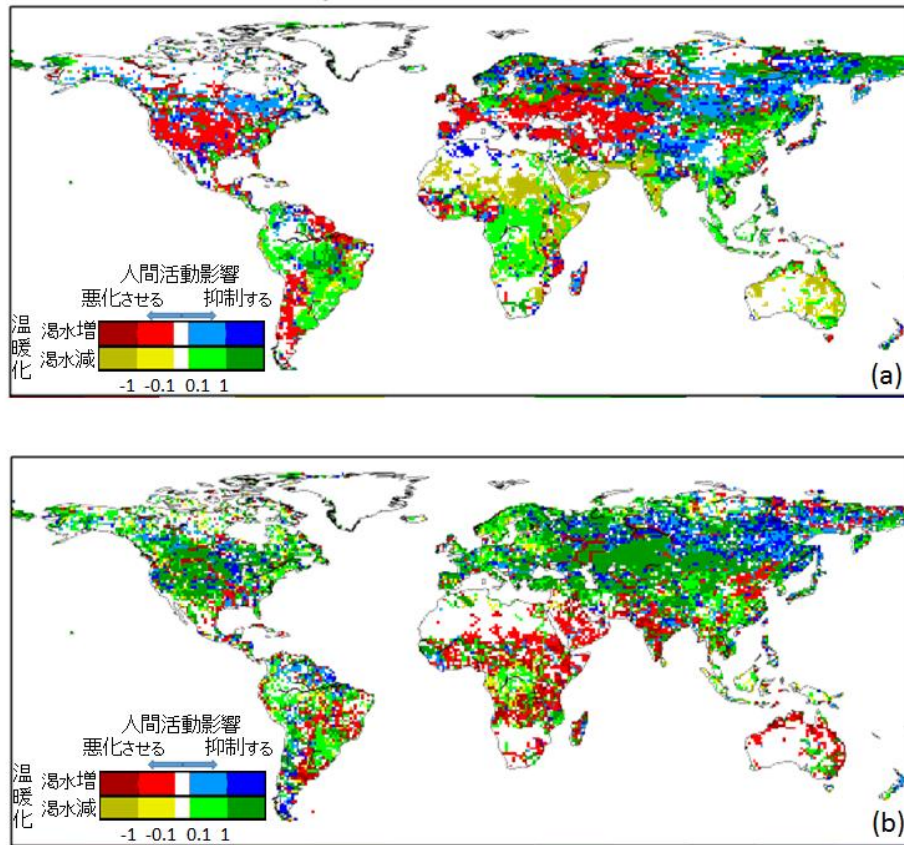 人間活動影響
悪化させる 抑制する
温暖化
渇水増
渇水減
-1 -0.1 0.1 1
(a)
人間活動影響
悪化させる 抑制する
温暖化
渇水増
渇水減
-1 -0.1 0.1 1
(b)